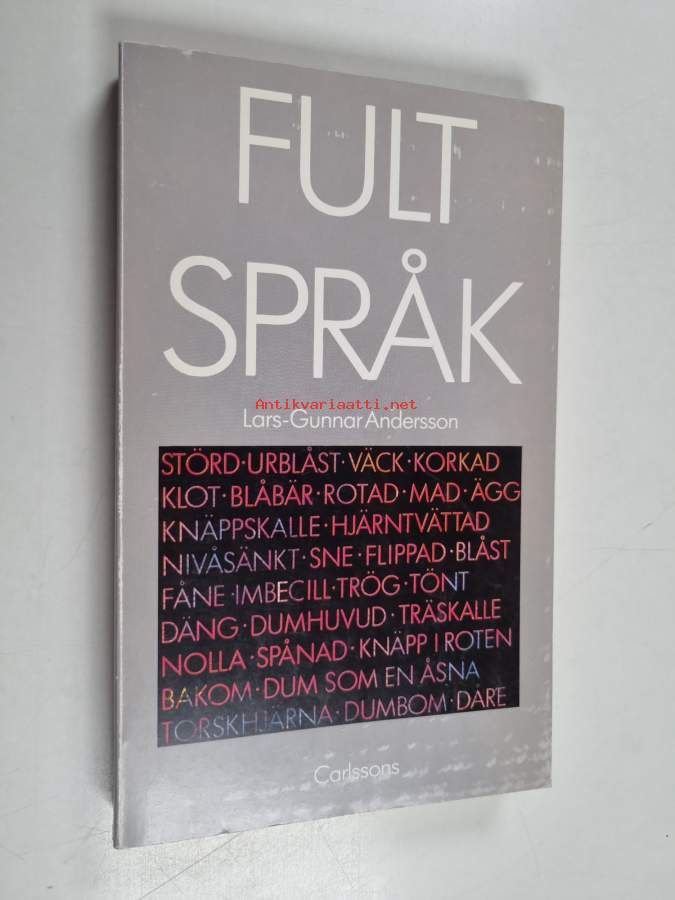 FULT
SPRÅK
Antikvariaatti.net
Lars-Gunnar Andersson
STÖRD·URBLÅST·VÄCK·KORKAD
KLOT·BLÅBÄR·ROTAD·MAD·ÄGG
KNÄPPSKALLE·HJÄRNTVÄTTAD
NIVÅSÄNKT·SNE·FLIPPAD·BLÅST
FÅNE·IMBECILL·TRÖG·TÖNT
DÄNG·DUMHUVUD·TRÄSKALLE
NOLLA·SPÅNAD·KNÄPP I ROTEN
BAKOM·DUM SOM EN ÅSNA
TORSKHJÄRNA·DUMBOM·DÅRE
Carlssons